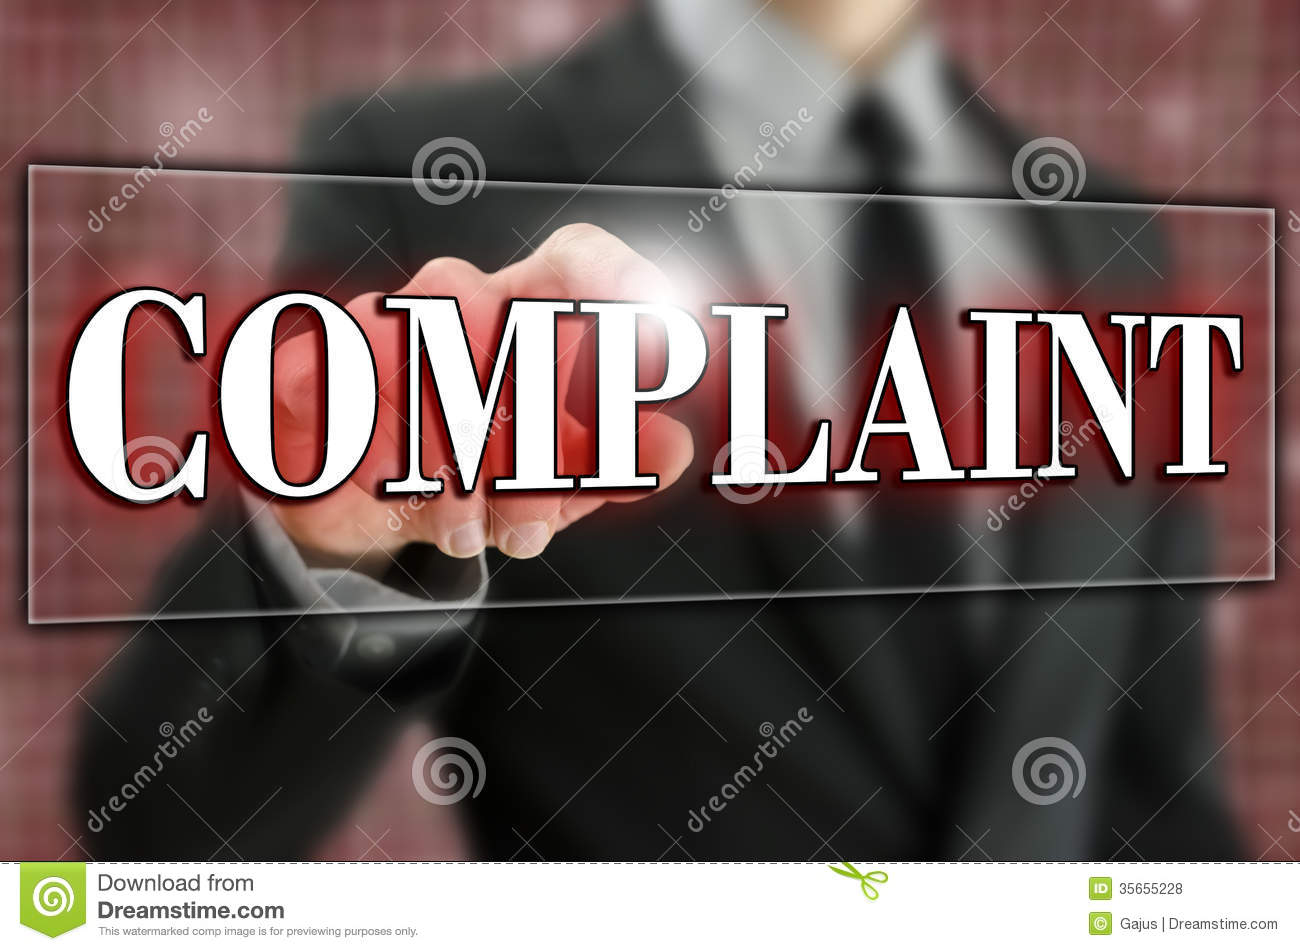 dreamstime
dreamstime
COMPLAINT
dreamstime
dreamstime
dreamstime
dreamstime
Download from
Dreamstime.com
This watermarked comp image is for previewing purposes only.
ID 35655228
© Gajus | Dreamstime.com